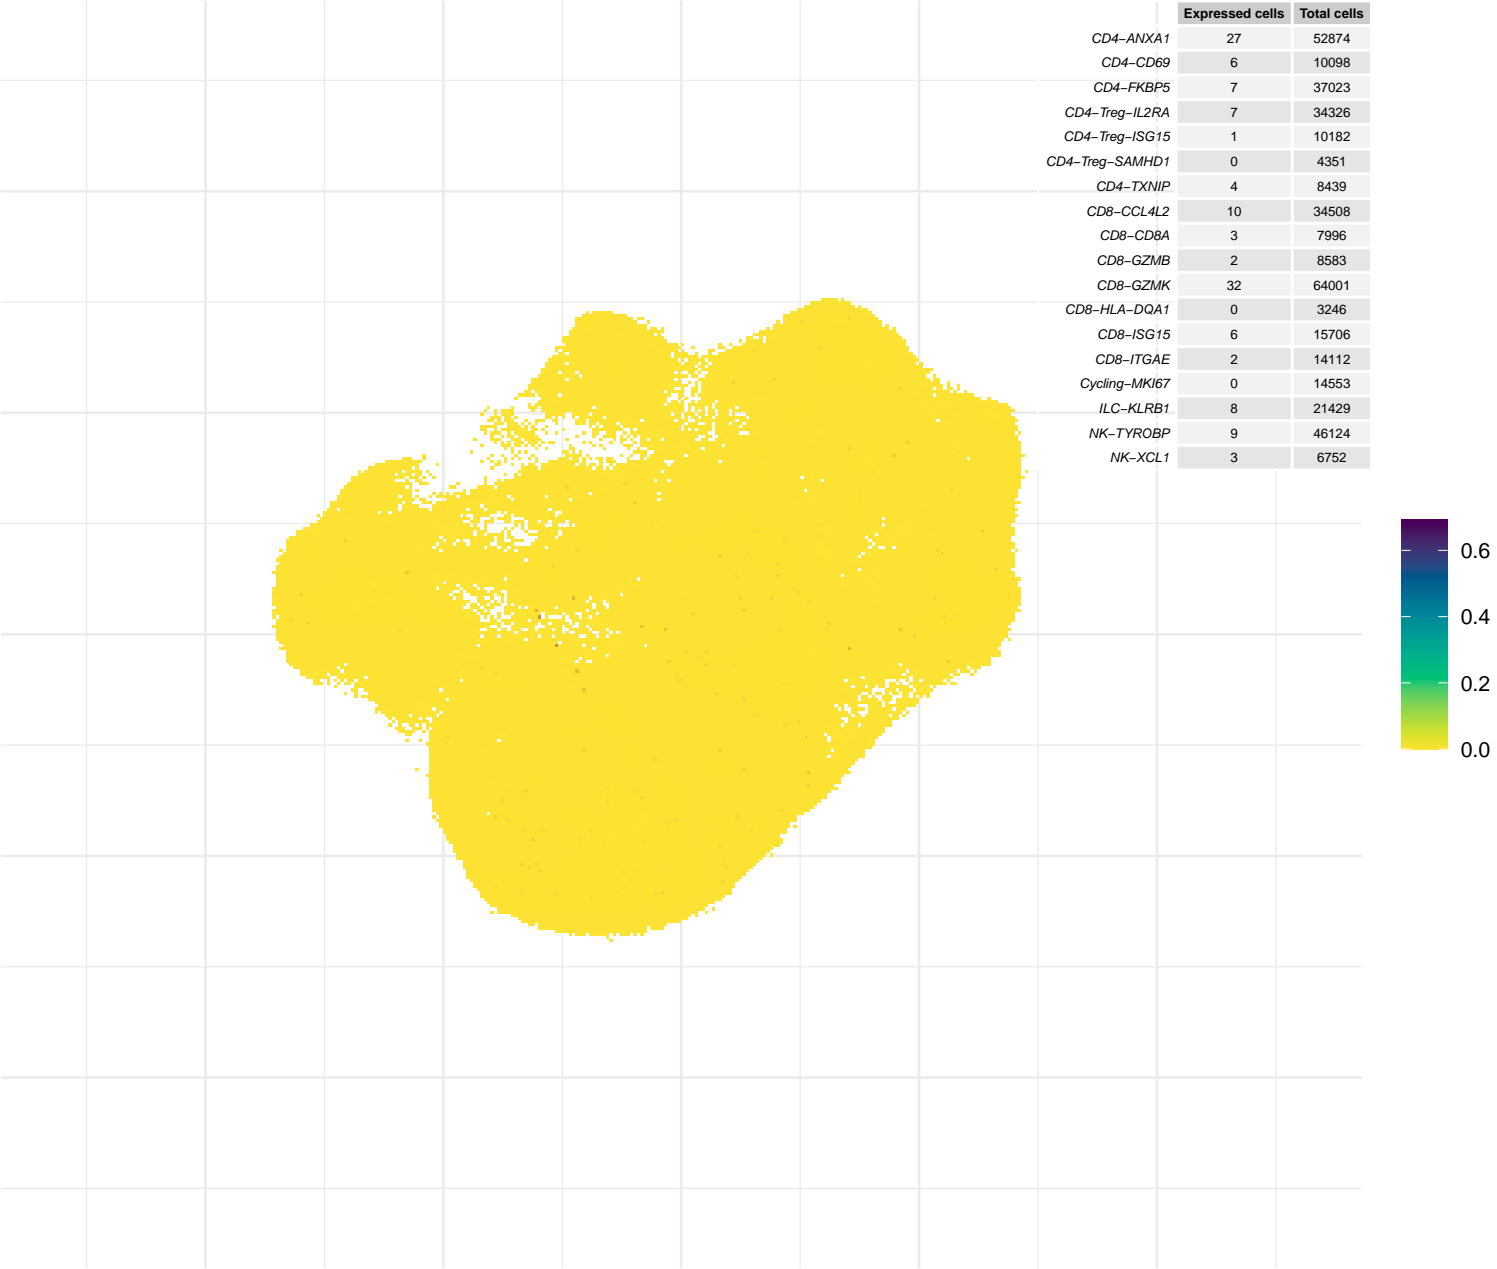 Expressed cells Total cells
CD4−ANXA1 27 52874
CD4−CD69 6 10098
CD4−FKBP5 7 37023
CD4−Treg−IL2RA 7 34326
CD4−Treg−ISG15 1 10182
CD4−Treg−SAMHD1 0 4351
CD4−TXNIP 4 8439
CD8−CCL4L2 10 34508
CD8−CD8A 3 7996
CD8−GZMB 2 8583
CD8−GZMK 32 64001
CD8−HLA−DQA1 0 3246
CD8−ISG15 6 15706
CD8−ITGAE 2 14112
Cycling−MKI67 0 14553
ILC−KLRB1 8 21429
NK−TYROBP 9 46124
NK−XCL1 3 6752
0.6
0.4
0.2
0.0